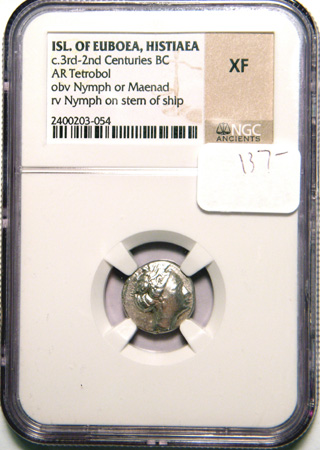 ISL. OF EUBOEA, HISTIAEA
c.3rd-2nd Centuries BC
AR Tetrobol
obv Nymph or Maenad
rv Nymph on stem of ship
2400203-054
XF
NGC
ANCIENTS
137-